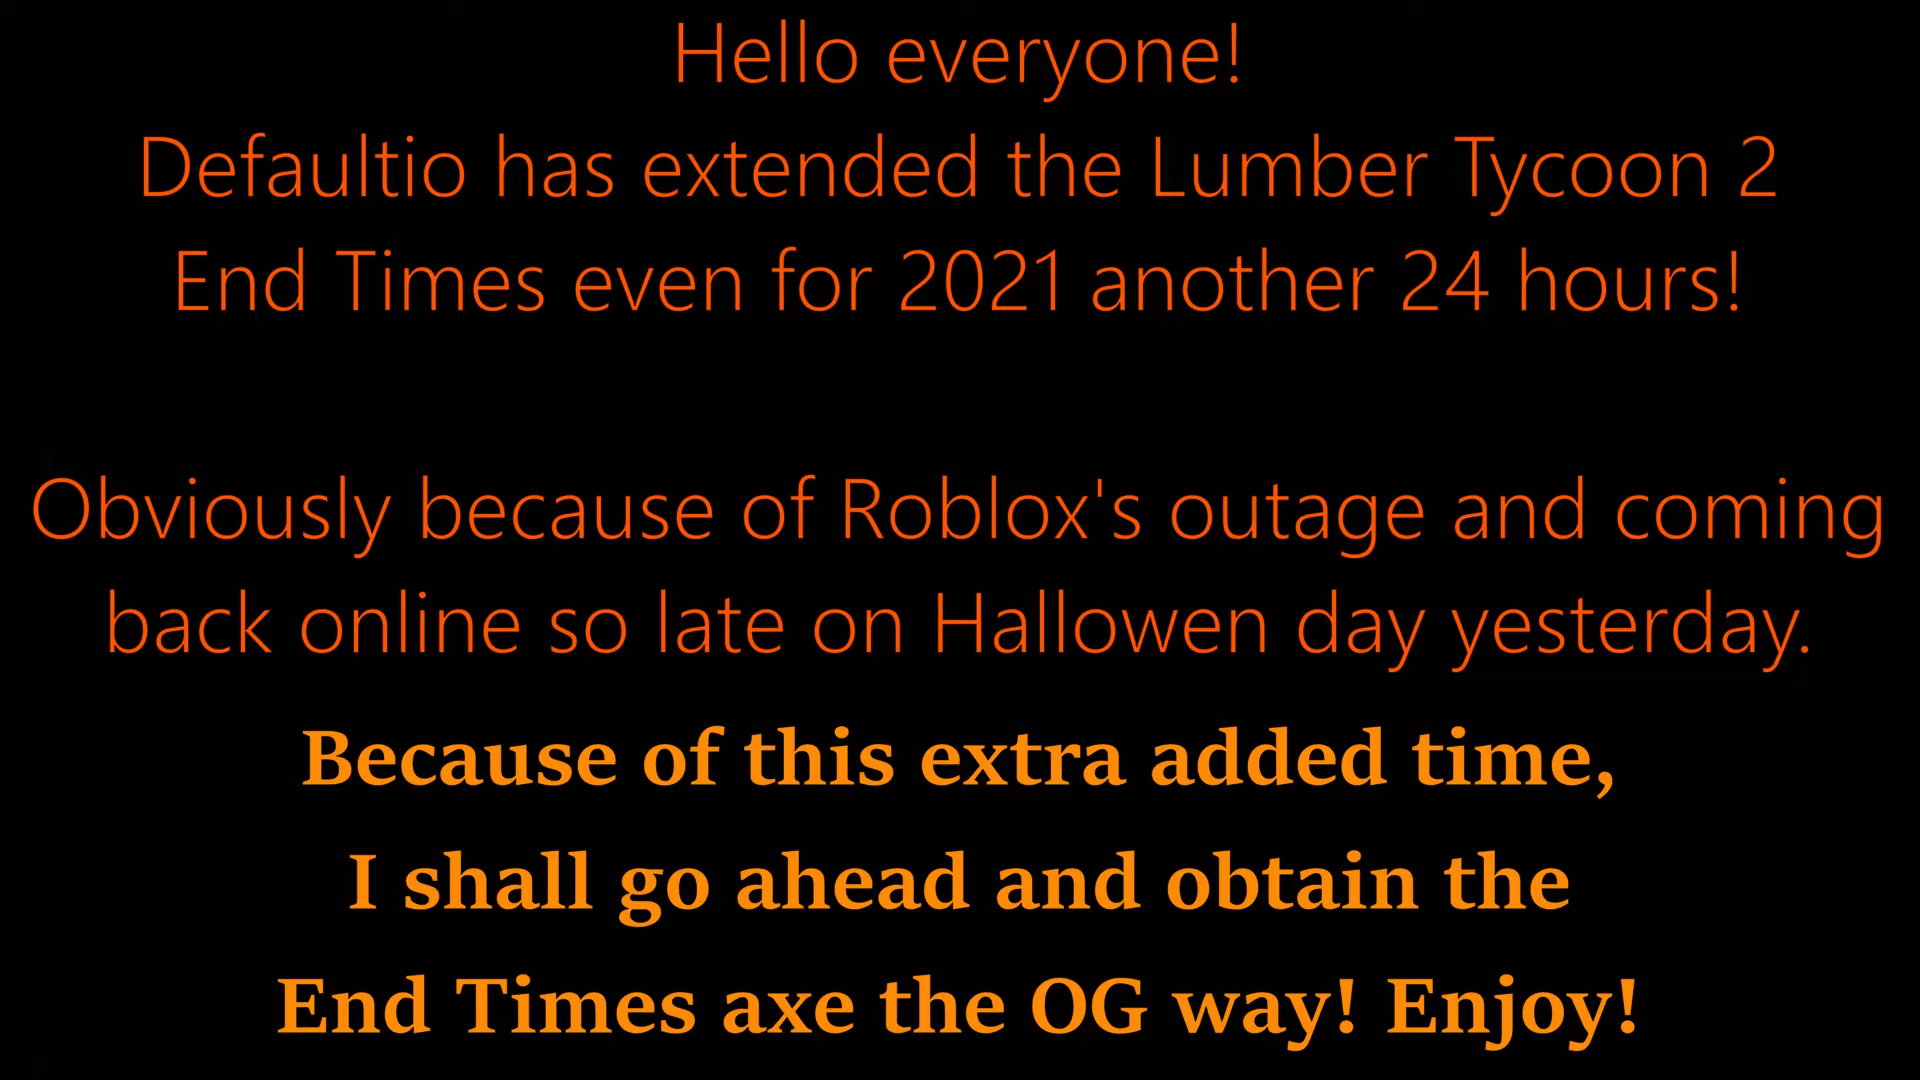 Hello everyone!
Defaultio has extended the Lumber Tycoon 2
End Times even for 2021 another 24 hours!
Obviously because of Roblox's outage and coming
back online so late on Hallowen day yesterday.
Because of this extra added time,
I shall go ahead and obtain the
End Times axe the OG way! Enjoy!